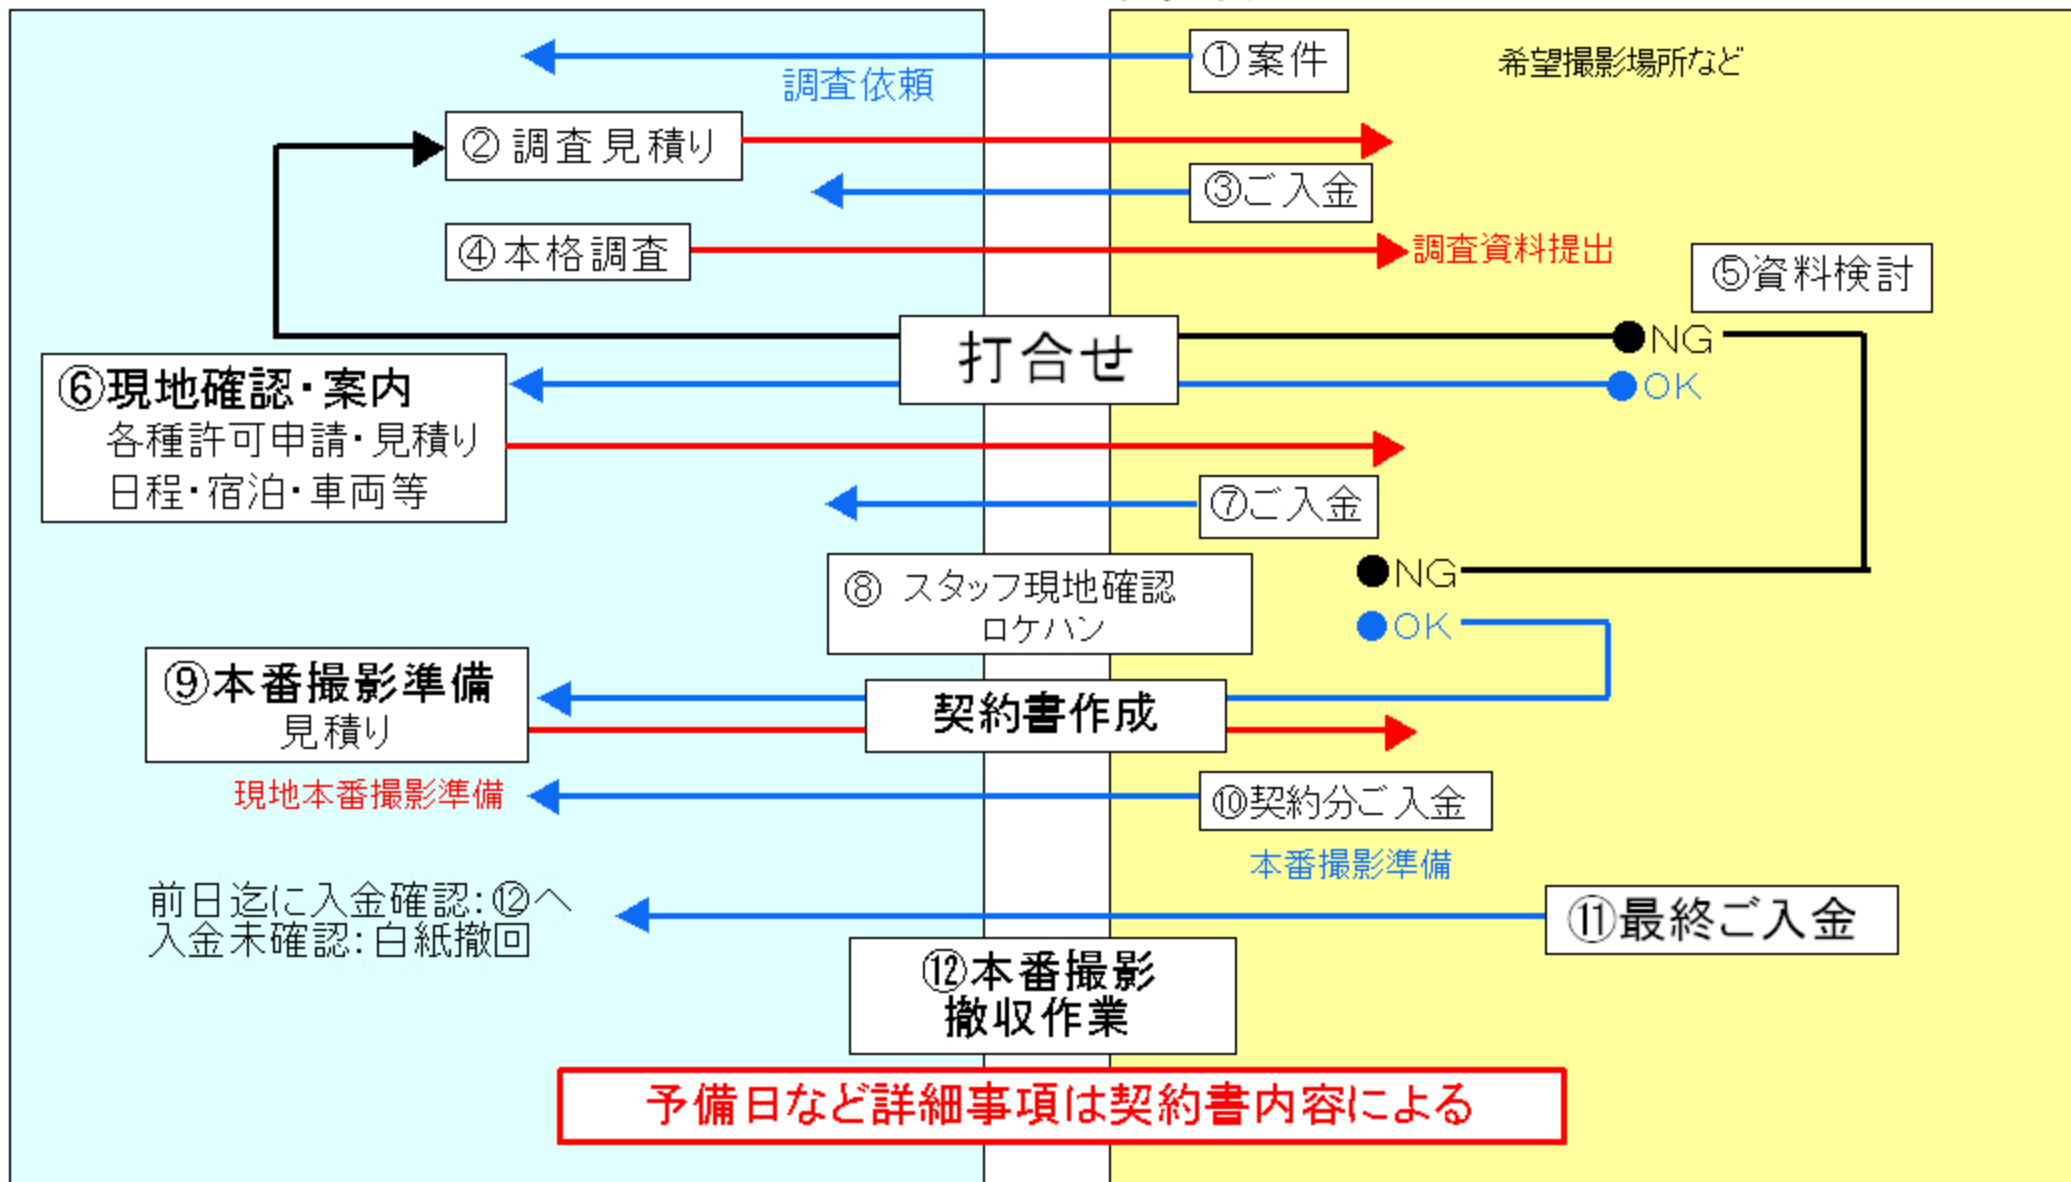 ①案件
希望撮影場所など
調査依頼
②調査見積り
③ご入金
④本格調査
調査資料提出
⑤資料検討
打合せ
NG
OK
⑥現地確認・案内
各種許可申請・見積り
日程・宿泊・車両等
⑦ご入金
⑧ スタッフ現地確認
ロケハン
NG
OK
⑨本番撮影準備
見積り
契約書作成
現地本番撮影準備
⑩契約分ご入金
本番撮影準備
前日迄に入金確認:⑫へ
入金未確認:白紙撤回
⑪最終ご入金
⑫本番撮影
撤収作業
予備日など詳細事項は契約書内容による